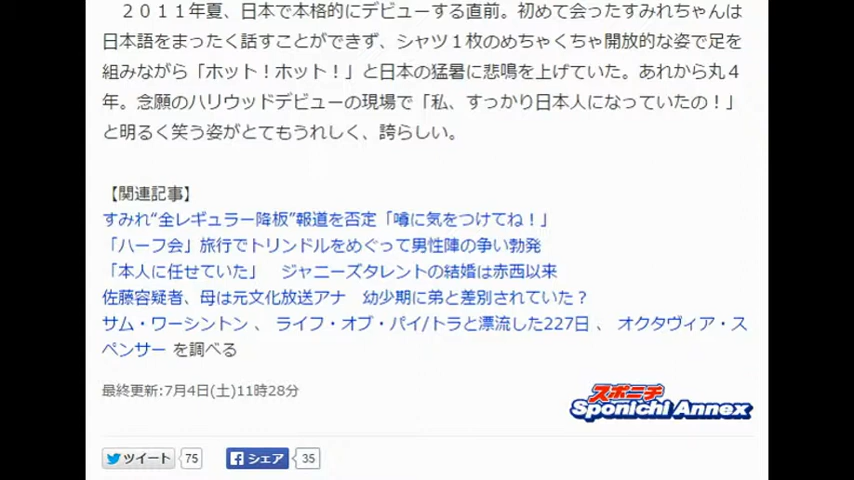 ２０１１年夏、日本で本格的にデビューする直前。初めて会ったすみれちゃんは
日本語をまったく話すことができず、シャツ１枚のめちゃくちゃ開放的な姿で足を
組みながら「ホット！ホット！」と日本の猛暑に悲鳴を上げていた。あれから丸４
年。念願のハリウッドデビューの現場で「私、すっかり日本人になっていたの！」
と明るく笑う姿がとてもうれしく、誇らしい。
【関連記事】
すみれ“全レギュラー降板”報道を否定「噂に気をつけてね！」
「ハーフ会」旅行でトリンドルをめぐって男性陣の争い勃発
「本人に任せていた」　ジャニーズタレントの結婚は赤西以来
佐藤容疑者、母は元文化放送アナ　幼少期に弟と差別されていた？
サム・ワーシントン 、 ライフ・オブ・パイ/トラと漂流した227日 、 オクタヴィア・ス
ペンサー を調べる
最終更新:7月4日(土)11時28分
スポニチ
Sponichi Annex
ツイート 75 シェア 35